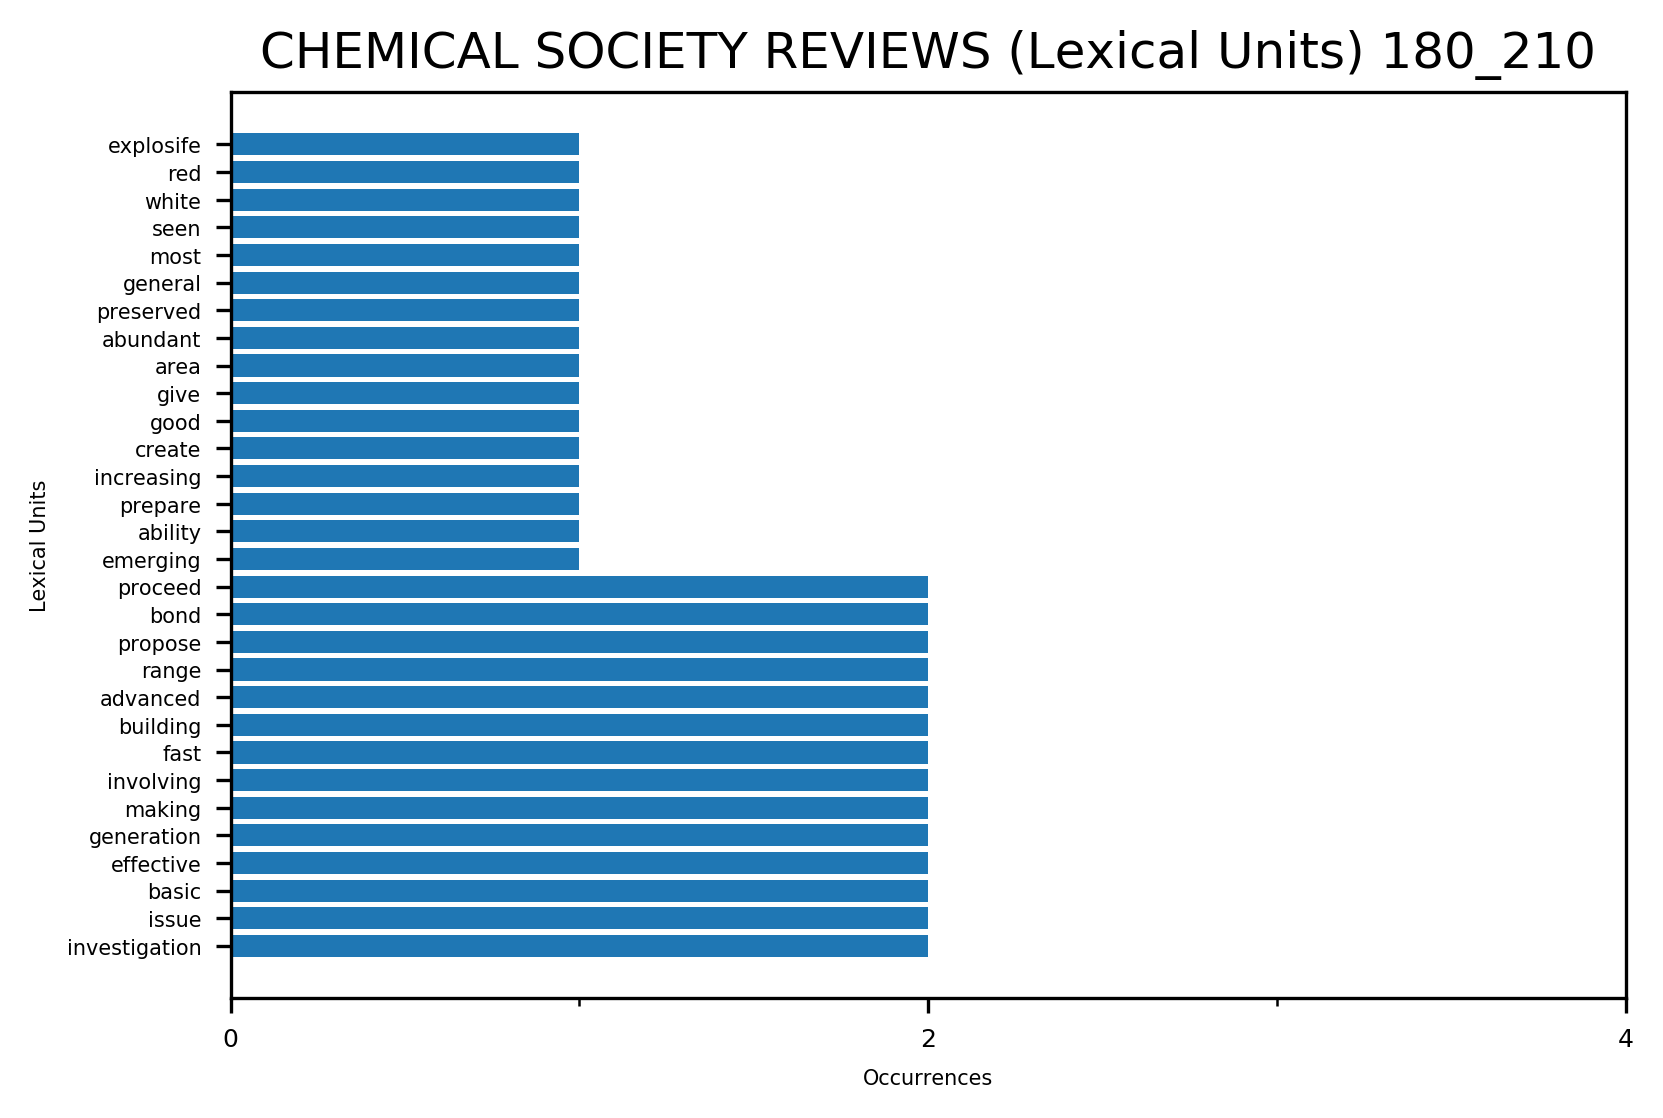 CHEMICAL SOCIETY REVIEWS (Lexical Units) 180_210
explosife
red
white
seen
most
general
preserved
abundant
area
give
good
create
increasing
prepare
ability
emerging
proceed
bond
propose
range
advanced
building
fast
involving
making
generation
effective
basic
issue
investigation
Lexical Units
0 2 4
Occurrences